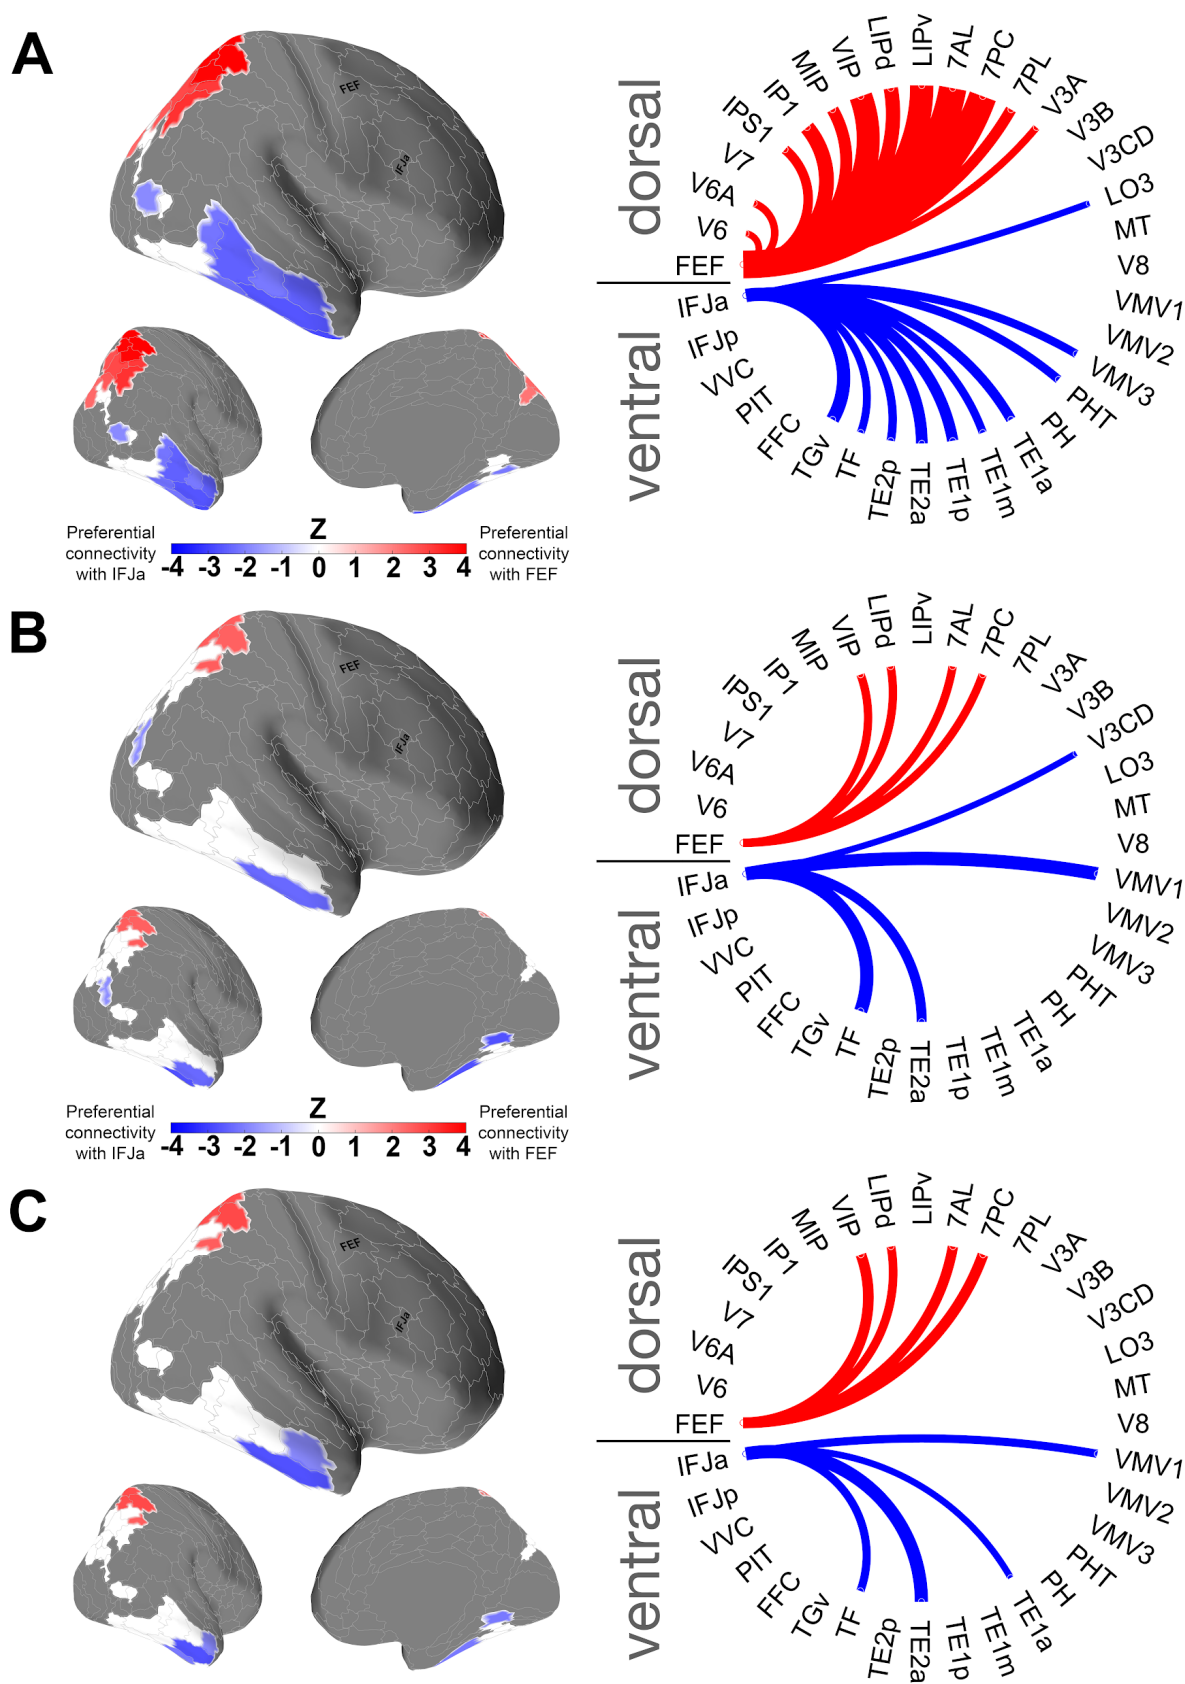 A
FEF
IFJa
Preferential
connectivity
with IFJa
Z
-4 -3 -2 -1 0 1 2 3 4
Preferential
connectivity
with FEF
dorsal
ventral
FEF
V6
V6A
V7
IPS1
IP1
MIP
VIP
LIPd
LIPv
7AL
7PC
7PL
V3A
V3B
V3CD
LO3
MT
V8
VMV1
VMV2
VMV3
PHT
PH
TE1a
TE1m
TE1p
TE2a
TE2p
TF
TGv
FFC
PIT
VVC
IFJp
IFJa
B
FEF
IFJa
Preferential
connectivity
with IFJa
Z
-4 -3 -2 -1 0 1 2 3 4
Preferential
connectivity
with FEF
dorsal
ventral
FEF
V6
V6A
V7
IPS1
IP1
MIP
VIP
LIPd
LIPv
7AL
7PC
7PL
V3A
V3B
V3CD
LO3
MT
V8
VMV1
VMV2
VMV3
PHT
PH
TE1a
TE1m
TE1p
TE2a
TE2p
TF
TGv
FFC
PIT
VVC
IFJp
IFJa
C
FEF
IFJa
dorsal
ventral
FEF
V6
V6A
V7
IPS1
IP1
MIP
VIP
LIPd
LIPv
7AL
7PC
7PL
V3A
V3B
V3CD
LO3
MT
V8
VMV1
VMV2
VMV3
PHT
PH
TE1a
TE1m
TE1p
TE2a
TE2p
TF
TGv
FFC
PIT
VVC
IFJp
IFJa